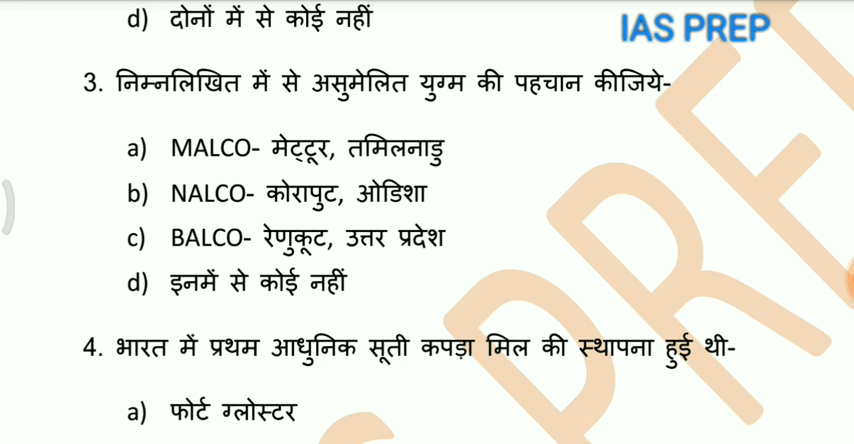 d) दोनों में से कोई नहीं
IAS PREP
3. निम्नलिखित में से असुमेलित युग्म की पहचान कीजिये-
a) MALCO- मेट्टूर, तमिलनाडु
b) NALCO- कोरापुट, ओडिशा
c) BALCO- रेणुकूट, उत्तर प्रदेश
d) इनमें से कोई नहीं
4. भारत में प्रथम आधुनिक सूती कपड़ा मिल की स्थापना हुई थी-
a) फोर्ट ग्लोस्टर